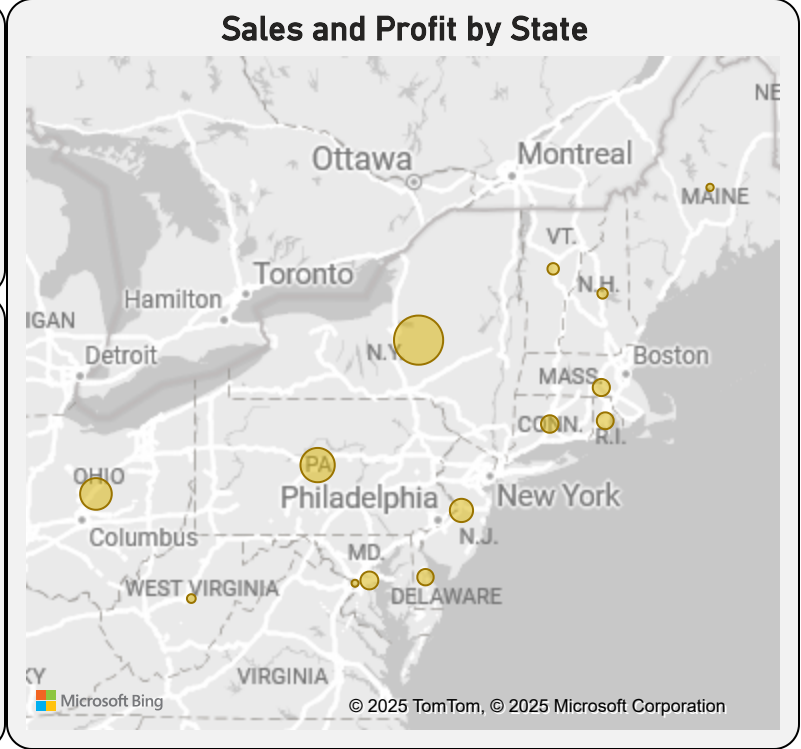 Sales and Profit by State
NE
Ottawa
Montreal
MAINE
VT.
Toronto
N.H.
Hamilton
IGAN
Detroit
N.Y.
Boston
MASS.
CONN.
R.I.
OHIO
PA
Philadelphia
New York
Columbus
N.J.
MD.
WEST VIRGINIA
DELAWARE
KY
VIRGINIA
Microsoft Bing
© 2025 TomTom, © 2025 Microsoft Corporation